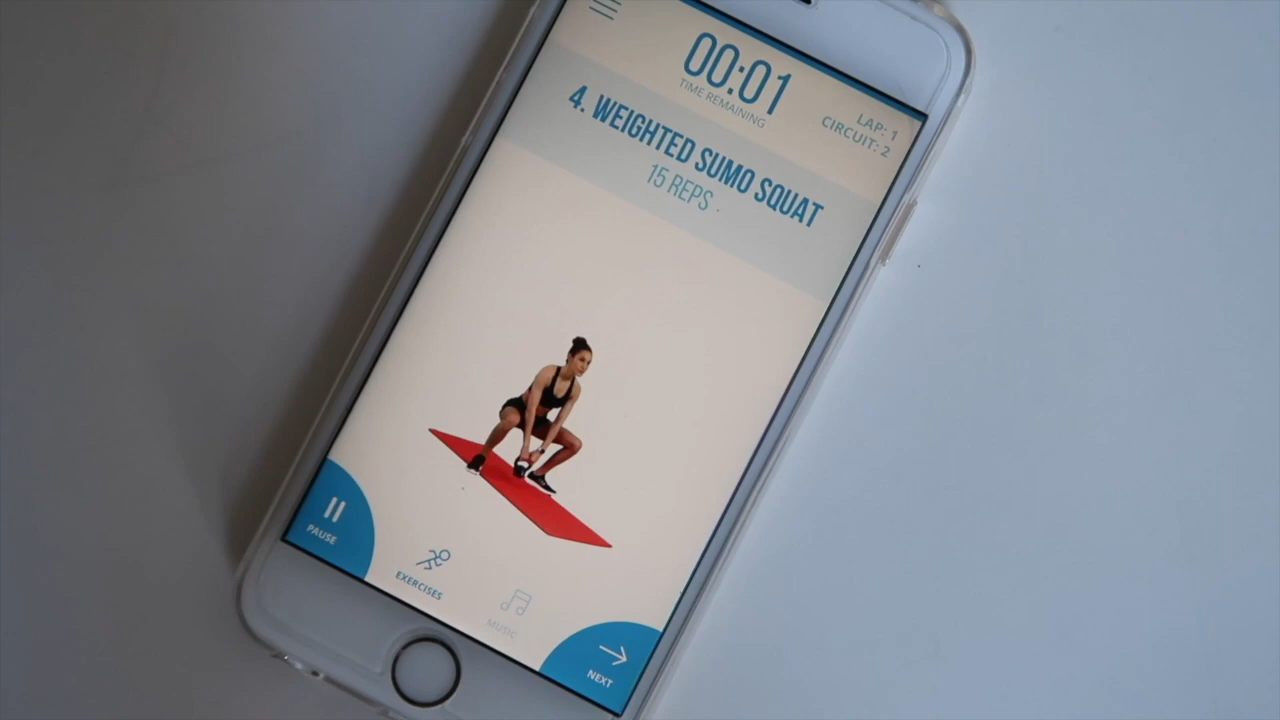 00:01
TIME REMAINING
LAP: 1
CIRCUIT: 2
4. WEIGHTED SUMO SQUAT
15 REPS
PAUSE
EXERCISES
MUSIC
NEXT